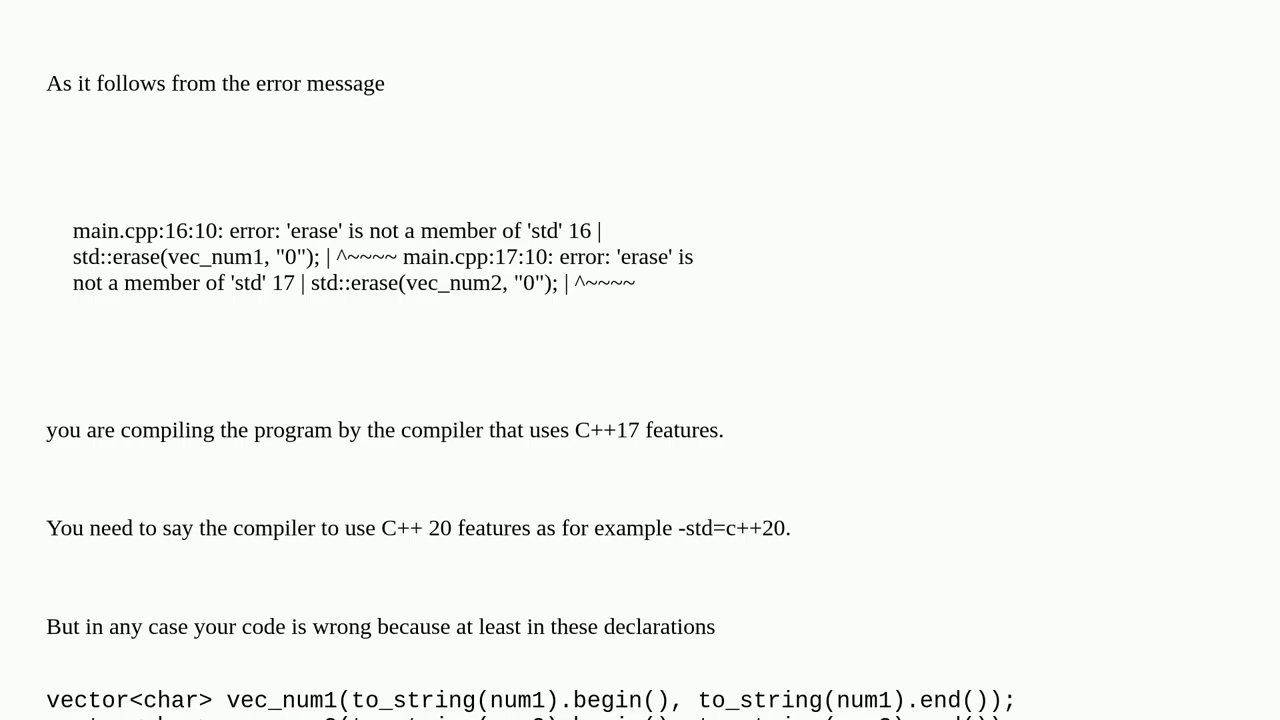 As it follows from the error message
main.cpp:16:10: error: 'erase' is not a member of 'std' 16 |
std::erase(vec_num1, "0"); | ^~~~~ main.cpp:17:10: error: 'erase' is
not a member of 'std' 17 | std::erase(vec_num2, "0"); | ^~~~~
you are compiling the program by the compiler that uses C++17 features.
You need to say the compiler to use C++ 20 features as for example -std=c++20.
But in any case your code is wrong because at least in these declarations
vector<char> vec_num1(to_string(num1).begin(), to_string(num1).end());